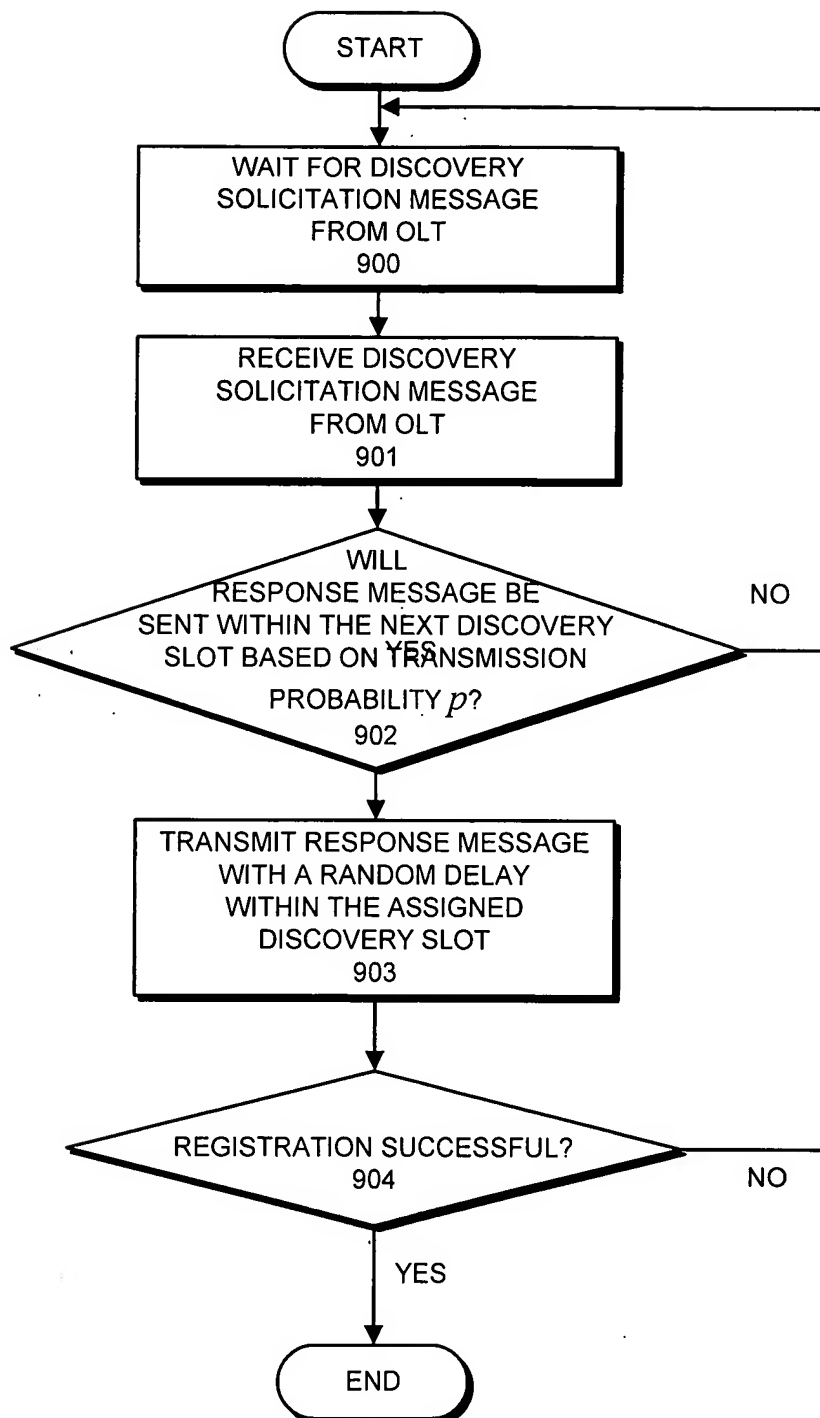 START
WAIT FOR DISCOVERY
SOLICITATION MESSAGE
FROM OLT
900
RECEIVE DISCOVERY
SOLICITATION MESSAGE
FROM OLT
901
WILL
RESPONSE MESSAGE BE
SENT WITHIN THE NEXT DISCOVERY
SLOT BASED ON TRANSMISSION
PROBABILITY p?
902
YES
NO
TRANSMIT RESPONSE MESSAGE
WITH A RANDOM DELAY
WITHIN THE ASSIGNED
DISCOVERY SLOT
903
REGISTRATION SUCCESSFUL?
904
NO
YES
END